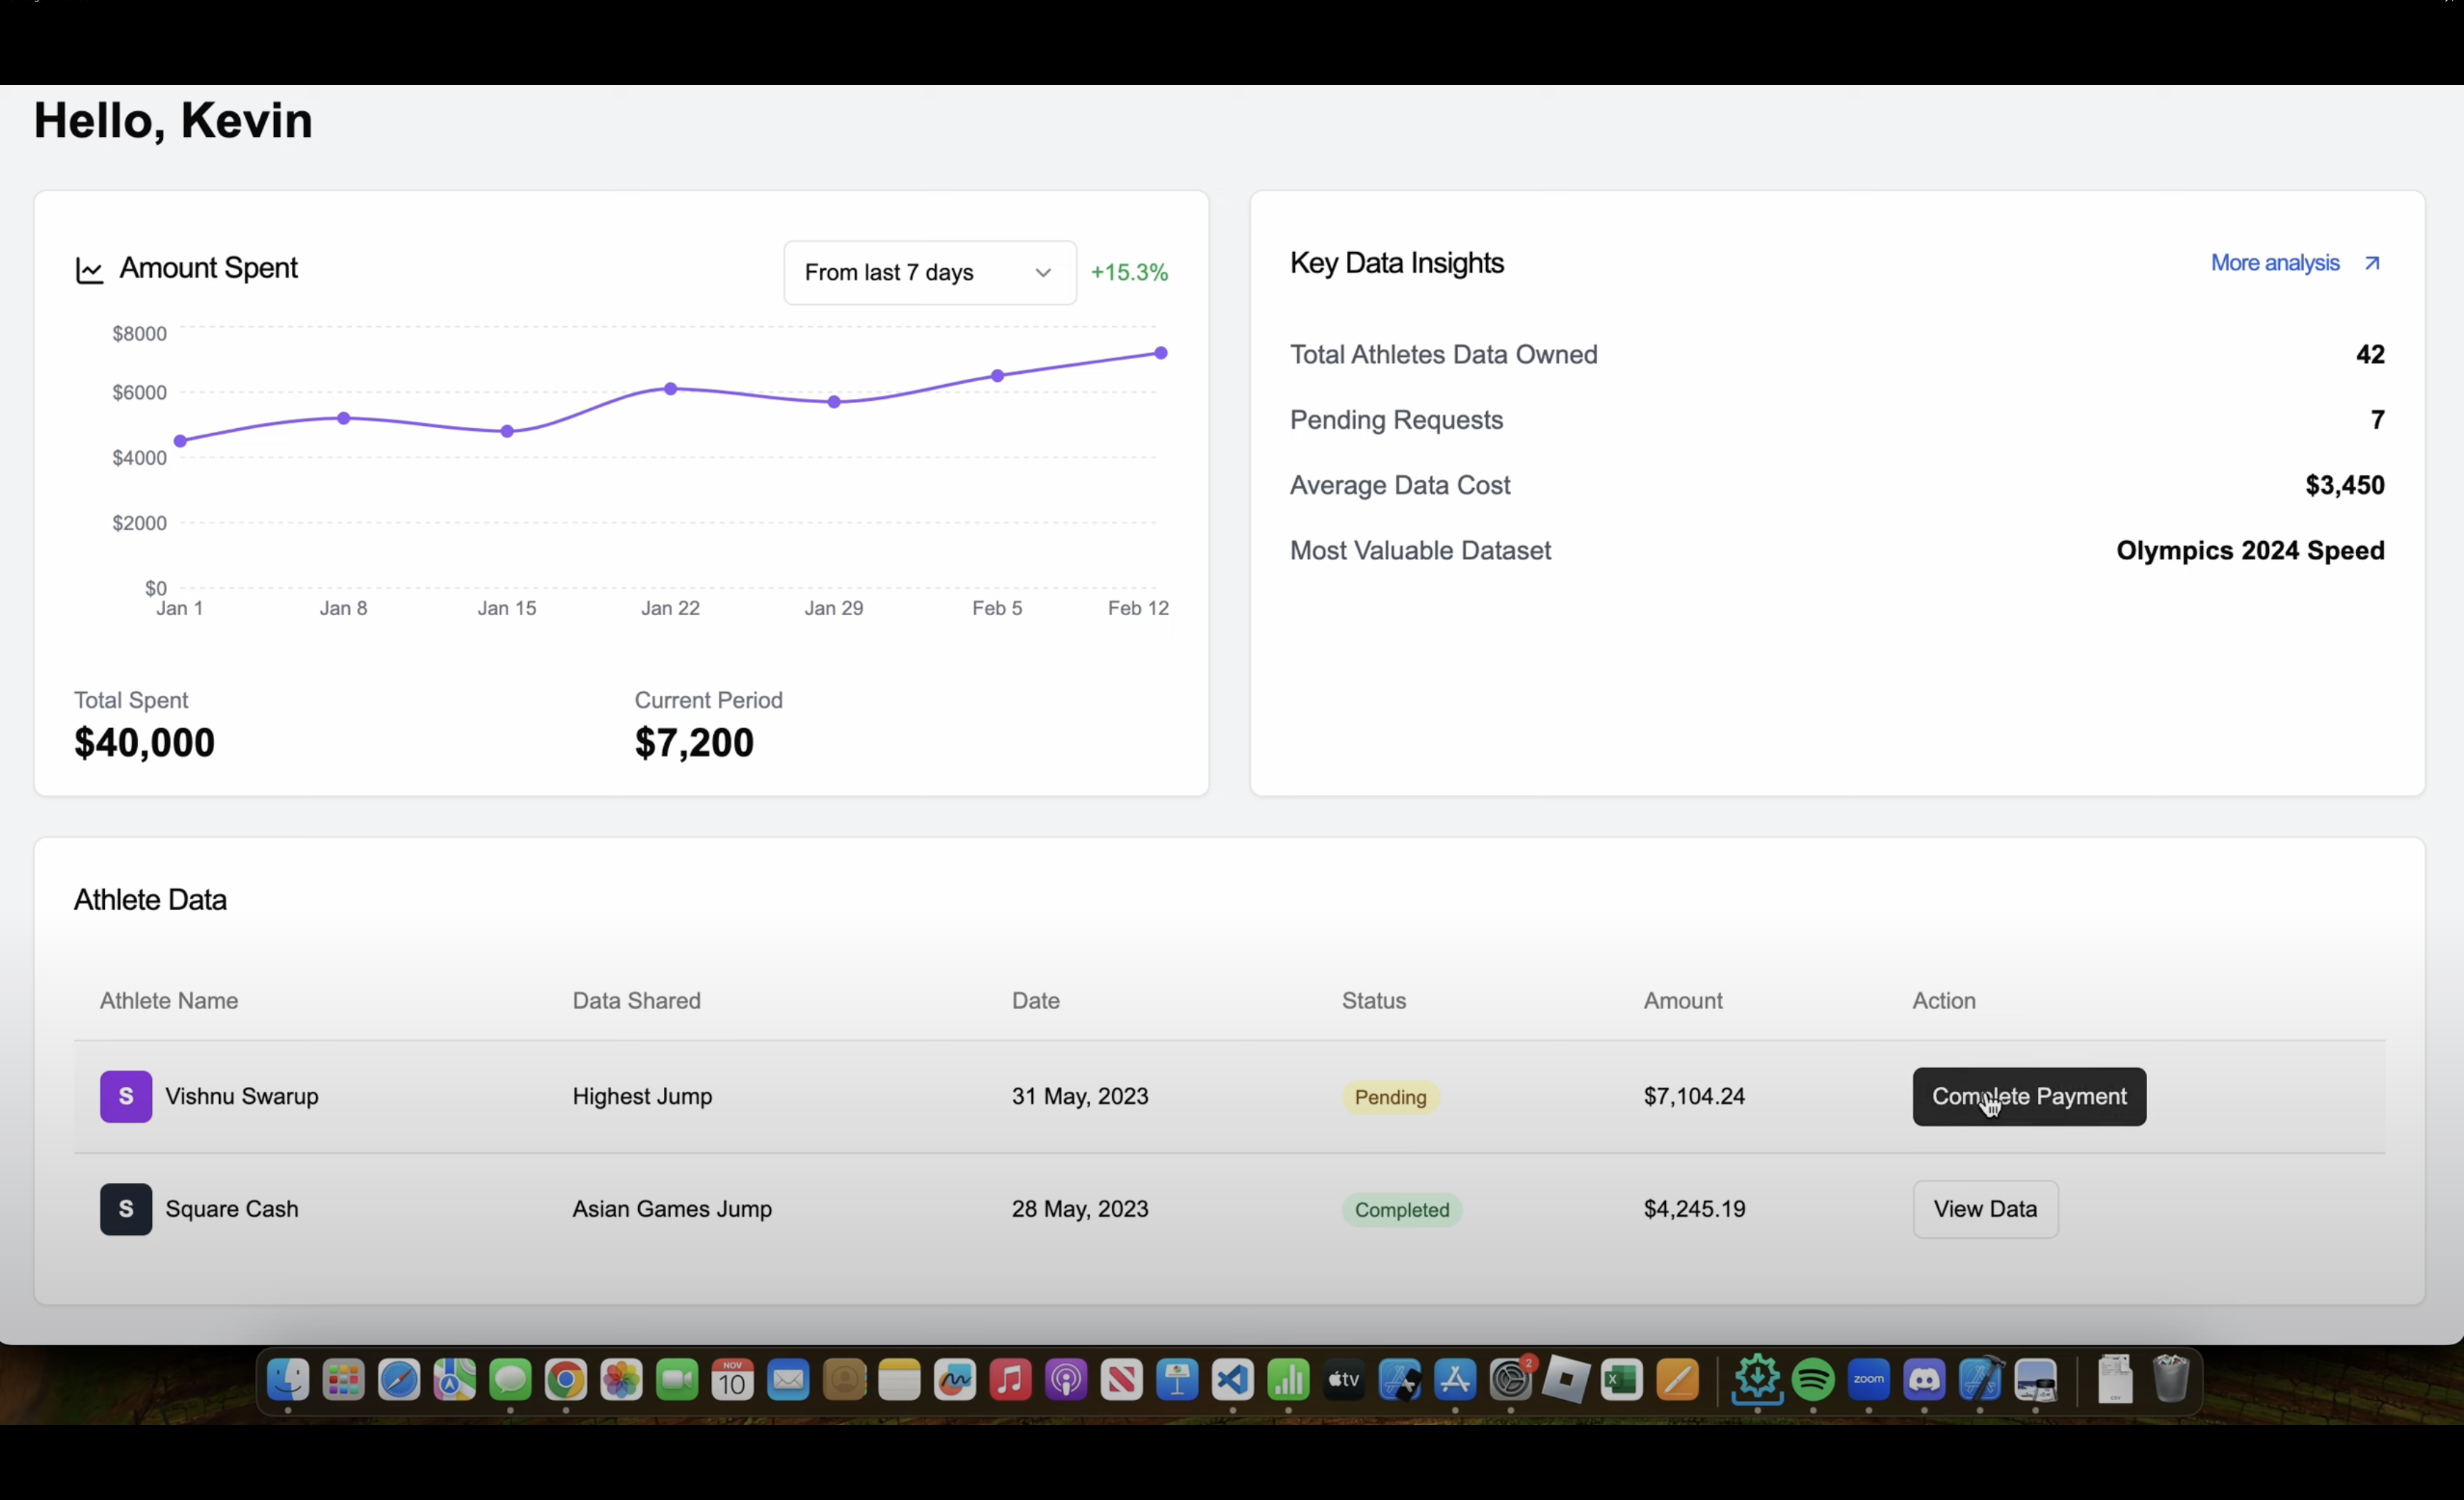 Hello, Kevin
Amount Spent
From last 7 days
+15.3%
$8000
$6000
$4000
$2000
$0
Jan 1 Jan 8 Jan 15 Jan 22 Jan 29 Feb 5 Feb 12
Total Spent
$40,000
Current Period
$7,200
Key Data Insights
More analysis
Total Athletes Data Owned 42
Pending Requests 7
Average Data Cost $3,450
Most Valuable Dataset Olympics 2024 Speed
Athlete Data
Athlete Name Data Shared Date Status Amount Action
S Vishnu Swarup Highest Jump 31 May, 2023 Pending $7,104.24 Complete Payment
S Square Cash Asian Games Jump 28 May, 2023 Completed $4,245.19 View Data
NOV
10
tv
2
X
zoom
CSV